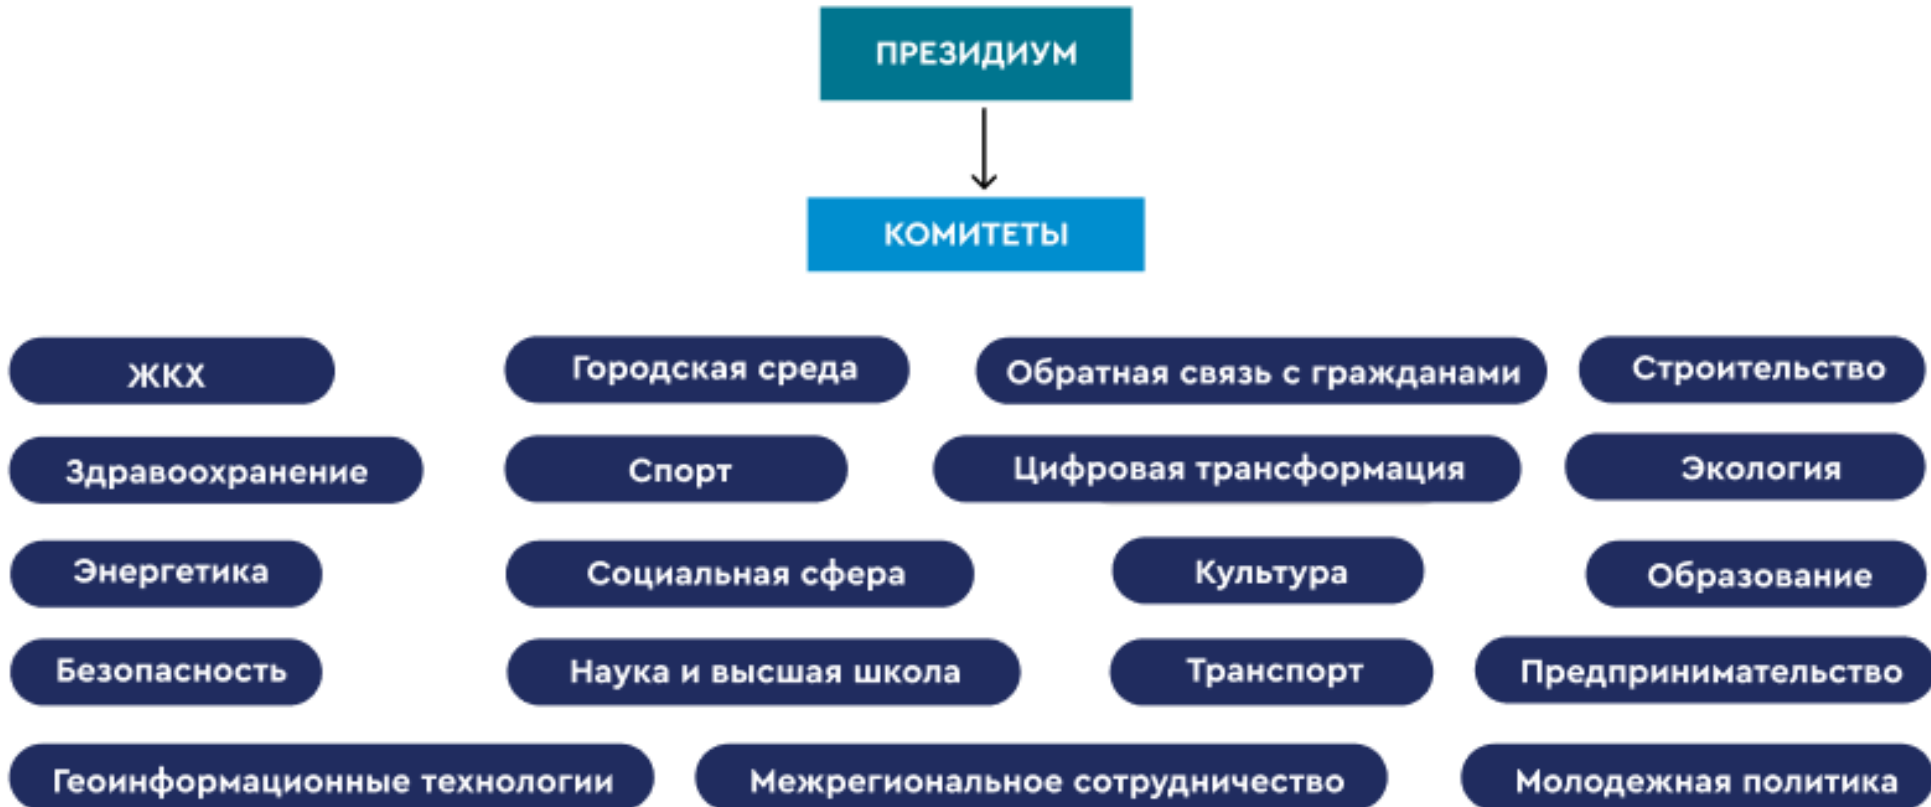 ПРЕЗИДИУМ
КОМИТЕТЫ
ЖКХ
Городская среда
Обратная связь с гражданами
Строительство
Здравоохранение
Спорт
Цифровая трансформация
Экология
Энергетика
Социальная сфера
Культура
Образование
Безопасность
Наука и высшая школа
Транспорт
Предпринимательство
Геоинформационные технологии
Межрегиональное сотрудничество
Молодежная политика